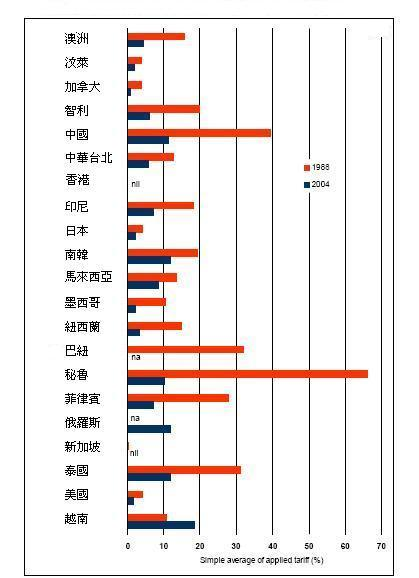 澳洲
汶萊
加拿大
智利
中國
中華台北
香港 nil
印尼
日本
南韓
馬來西亞
墨西哥
紐西蘭
巴紐 na
秘魯
菲律賓
俄羅斯 na
新加坡 nil
泰國
美國
越南
1988
2004
0 10 20 30 40 50 60 70
Simple average of applied tariff (%)